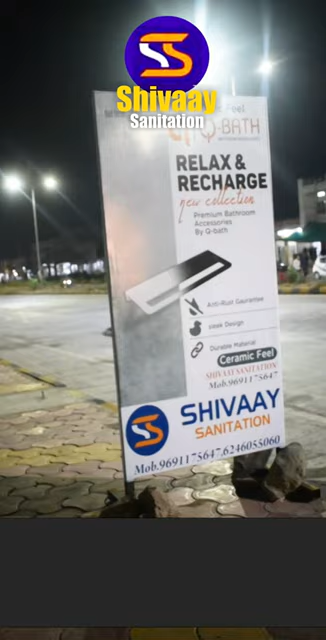 Shivaay
Sanitation
Feel
Q-BATH
RELAX &
RECHARGE
new collection
Premium Bathroom
Accessories
By Q-bath
Anti-Rust Gaurantee
sleek Design
Durable Material
Ceramic Feel
SHIVAAY SANITATION
Mob.9691175647
SHIVAAY
SANITATION
Mob.9691175647,6246055060